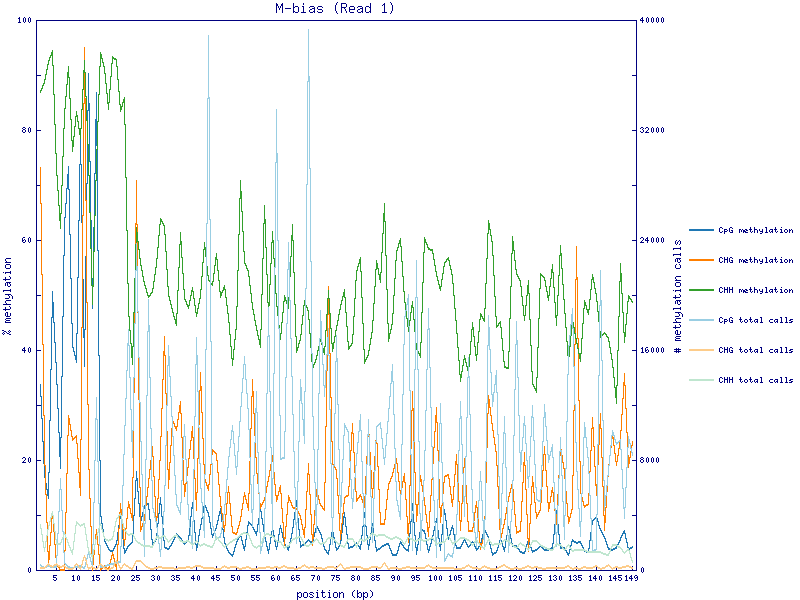 M-bias (Read 1)
100
80
60
40
20
0
40000
32000
24000
16000
8000
0
% methylation
# methylation calls
CpG methylation
CHG methylation
CHH methylation
CpG total calls
CHG total calls
CHH total calls
5 10 15 20 25 30 35 40 45 50 55 60 65 70 75 80 85 90 95 100 105 110 115 120 125 130 135 140 145 149
position (bp)